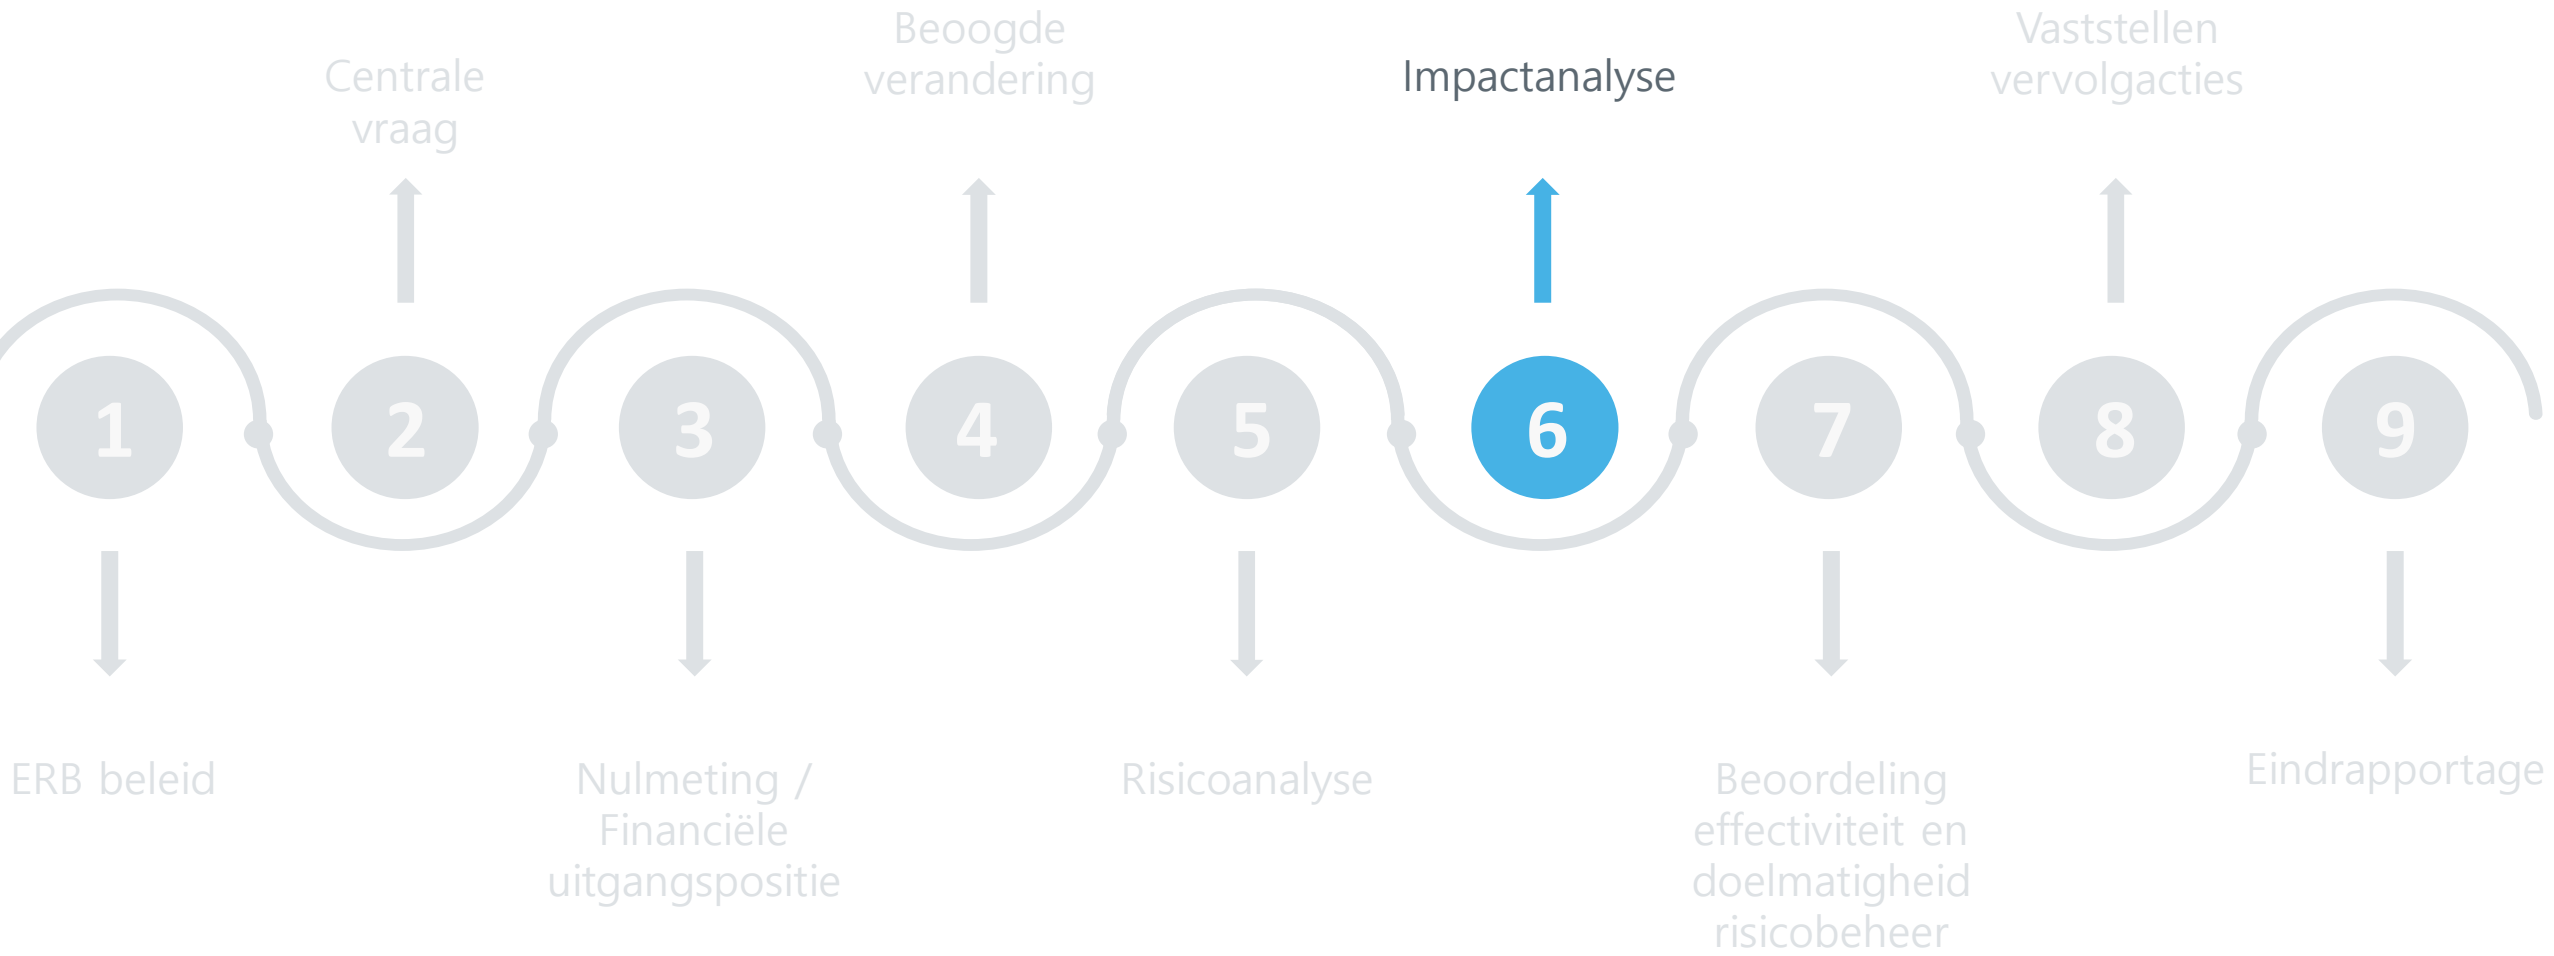 Centrale
vraag
Beoogde
verandering
Impactanalyse
Vaststellen
vervolgacties
1 2 3 4 5 6 7 8 9
ERB beleid
Nulmeting /
Financiële
uitgangspositie
Risicoanalyse
Beoordeling
effectiviteit en
doelmatigheid
risicobeheer
Eindrapportage